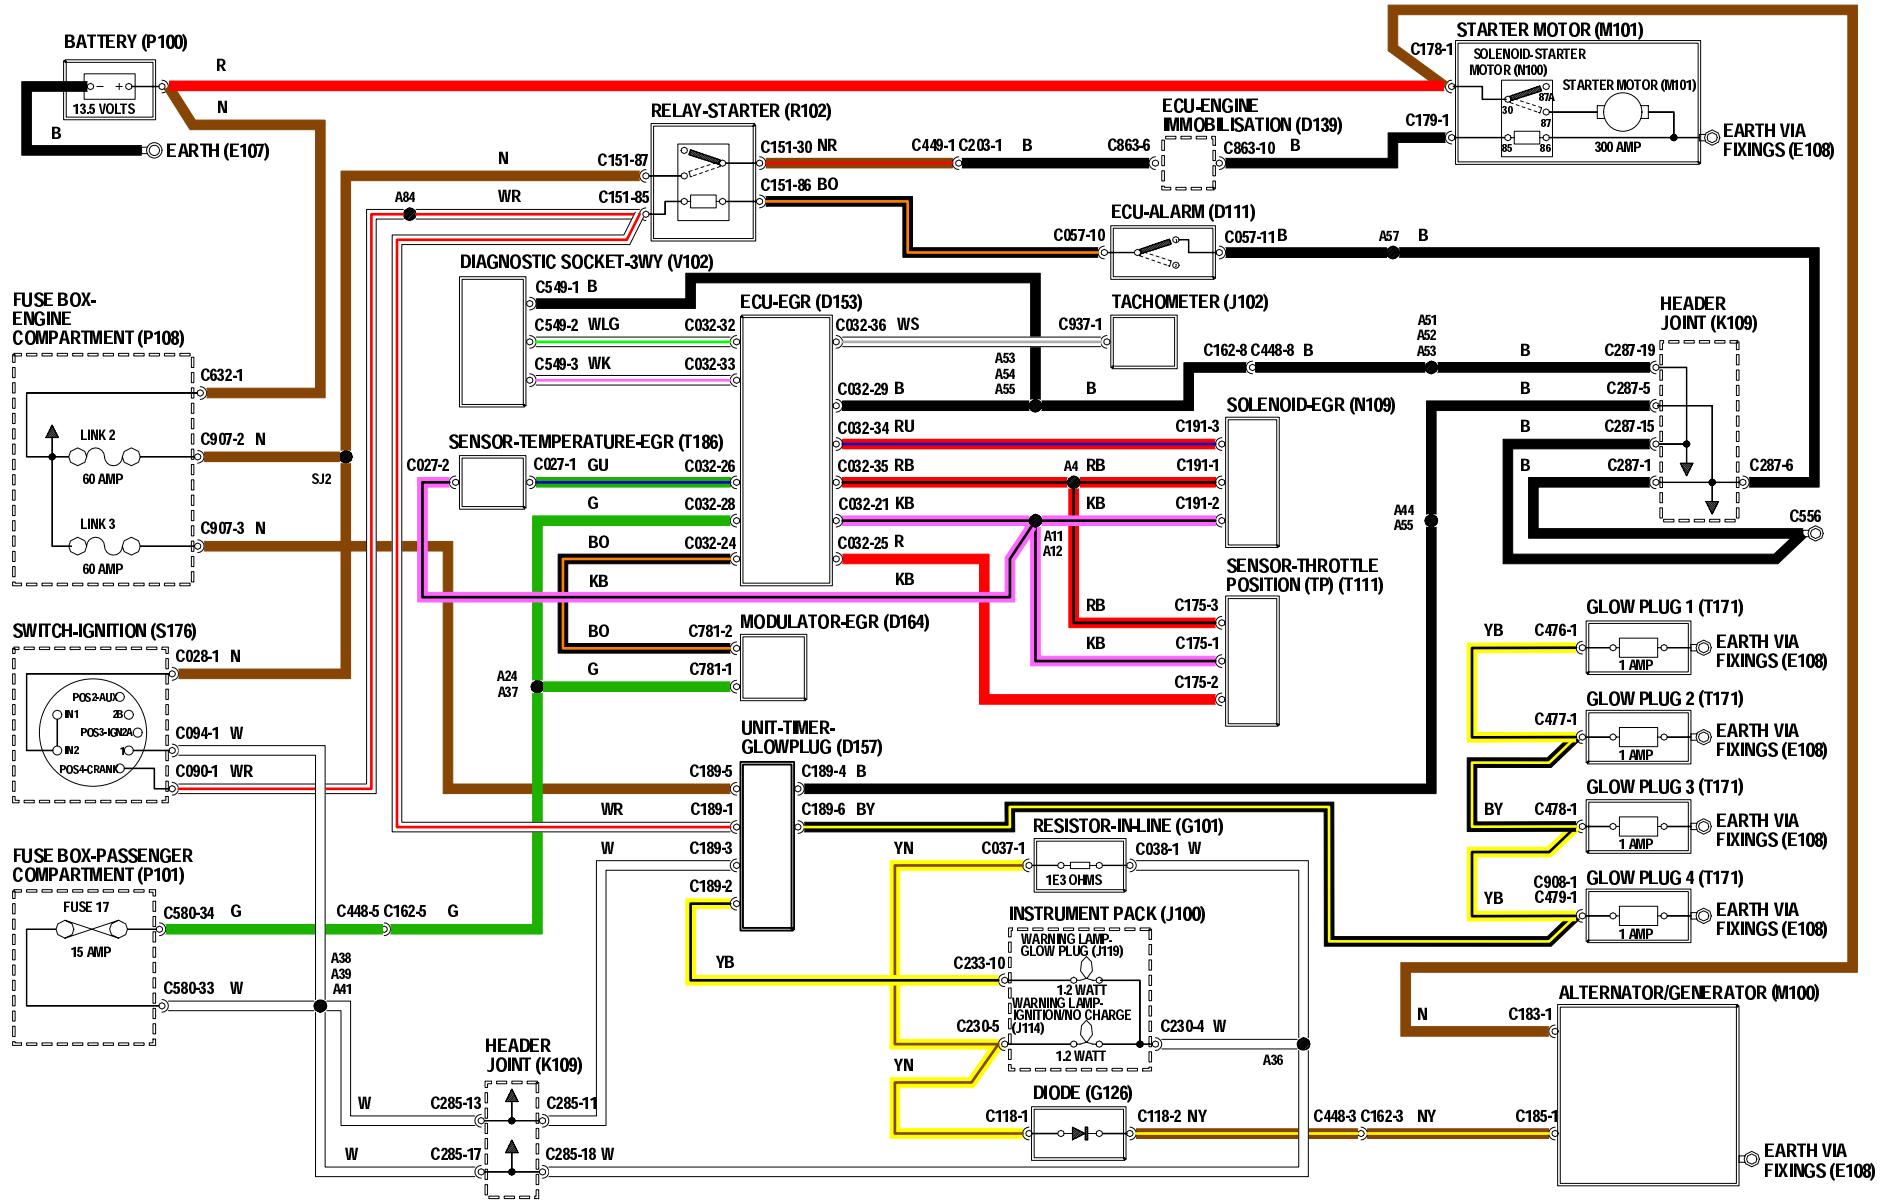 BATTERY (P100)
R
N
13.5 VOLTS
B
EARTH (E107)
RELAY-STARTER (R102)
N
C151-87
C151-30 NR
C449-1 C203-1 B
ECU-ENGINE
IMMOBILISATION (D139)
C863-6
C863-10 B
STARTER MOTOR (M101)
C178-1
SOLENOID-STARTER
MOTOR (N100)
STARTER MOTOR (M101)
87A
30
87
85
86
300 AMP
C179-1
EARTH VIA
FIXINGS (E108)
A84
WR
C151-85
C151-86 BO
ECU-ALARM (D111)
C057-10
C057-11 B
A57
B
DIAGNOSTIC SOCKET-3WY (V102)
C549-1 B
C549-2 WLG
C549-3 WK
ECU-EGR (D153)
C032-32
C032-33
C032-36 WS
TACHOMETER (J102)
C937-1
HEADER
JOINT (K109)
FUSE BOX-
ENGINE
COMPARTMENT (P108)
C632-1
LINK 2
60 AMP
C907-2 N
SJ2
LINK 3
60 AMP
C907-3 N
A53
A54
A55
C032-29 B
B
C162-8 C448-8 B
A51
A52
A53
B
C287-19
B
C287-5
B
C287-15
B
C287-1
C287-6
C556
SOLENOID-EGR (N109)
C032-34 RU
C191-3
C032-35 RB
A4 RB
C191-1
C032-21 KB
KB
C191-2
A11
A12
C032-25 R
KB
SENSOR-TEMPERATURE-EGR (T186)
C027-2
C027-1 GU
C032-26
G
C032-28
BO
C032-24
KB
A44
A55
SENSOR-THROTTLE
POSITION (TP) (T111)
RB
C175-3
KB
C175-1
C175-2
MODULATOR-EGR (D164)
BO
C781-2
G
C781-1
A24
A37
SWITCH-IGNITION (S176)
C028-1 N
POS2-AUX
IN1
2B
POS3-IGN2A
IN2
1
POS4-CRANK
C094-1 W
C090-1 WR
UNIT-TIMER-
GLOWPLUG (D157)
C189-5
C189-4 B
WR
C189-1
C189-6 BY
W
C189-3
C189-2
YB
GLOW PLUG 1 (T171)
YB
C476-1
1 AMP
EARTH VIA
FIXINGS (E108)
GLOW PLUG 2 (T171)
C477-1
1 AMP
EARTH VIA
FIXINGS (E108)
GLOW PLUG 3 (T171)
BY
C478-1
1 AMP
EARTH VIA
FIXINGS (E108)
GLOW PLUG 4 (T171)
C908-1
YB
C479-1
1 AMP
EARTH VIA
FIXINGS (E108)
RESISTOR-IN-LINE (G101)
YN
C037-1
1E3 OHMS
C038-1 W
FUSE BOX-PASSENGER
COMPARTMENT (P101)
FUSE 17
15 AMP
C580-34 G
C448-5 C162-5 G
C580-33 W
A38
A39
A41
INSTRUMENT PACK (J100)
WARNING LAMP-
GLOW PLUG (J119)
C233-10
1.2 WATT
WARNING LAMP-
IGNITION/NO CHARGE
(J114)
C230-5
1.2 WATT
C230-4 W
A36
YN
HEADER
JOINT (K109)
W
C285-13
C285-11
W
C285-17
C285-18 W
DIODE (G126)
C118-1
C118-2 NY
C448-3 C162-3 NY
C185-1
ALTERNATOR/GENERATOR (M100)
N
C183-1
EARTH VIA
FIXINGS (E108)